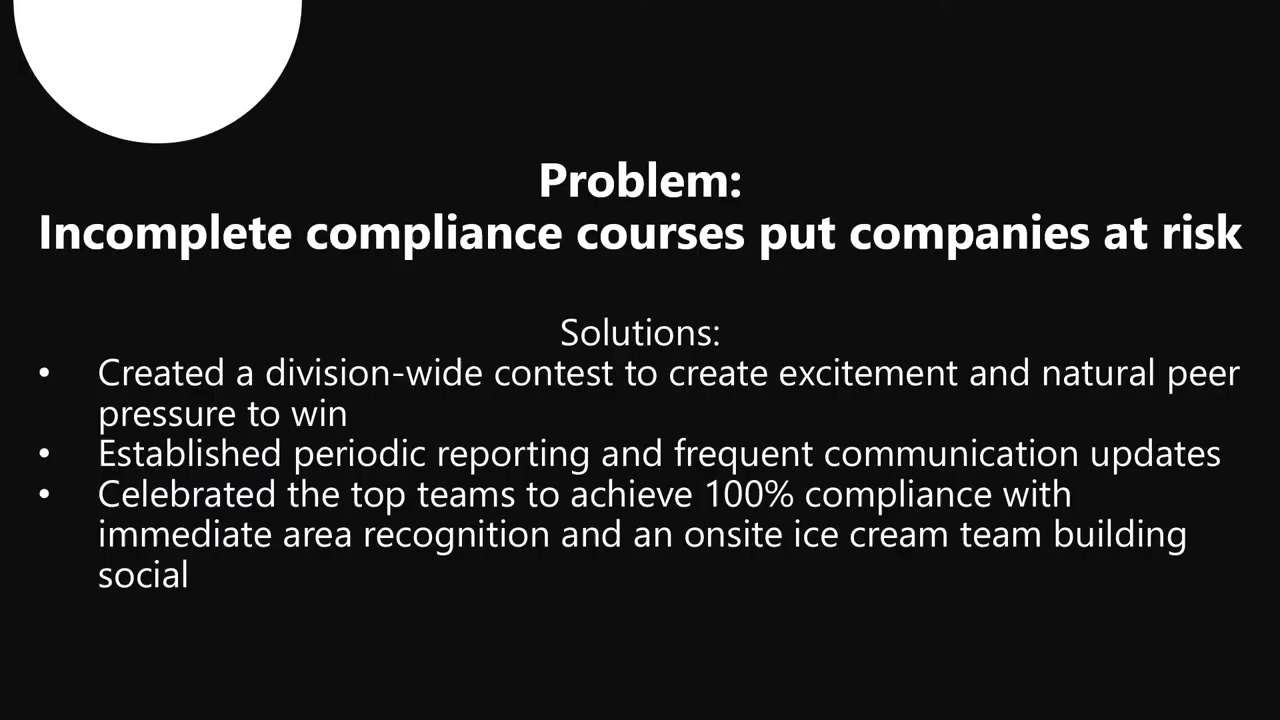 Problem:
Incomplete compliance courses put companies at risk
Solutions:
• Created a division-wide contest to create excitement and natural peer
pressure to win
• Established periodic reporting and frequent communication updates
• Celebrated the top teams to achieve 100% compliance with
immediate area recognition and an onsite ice cream team building
social